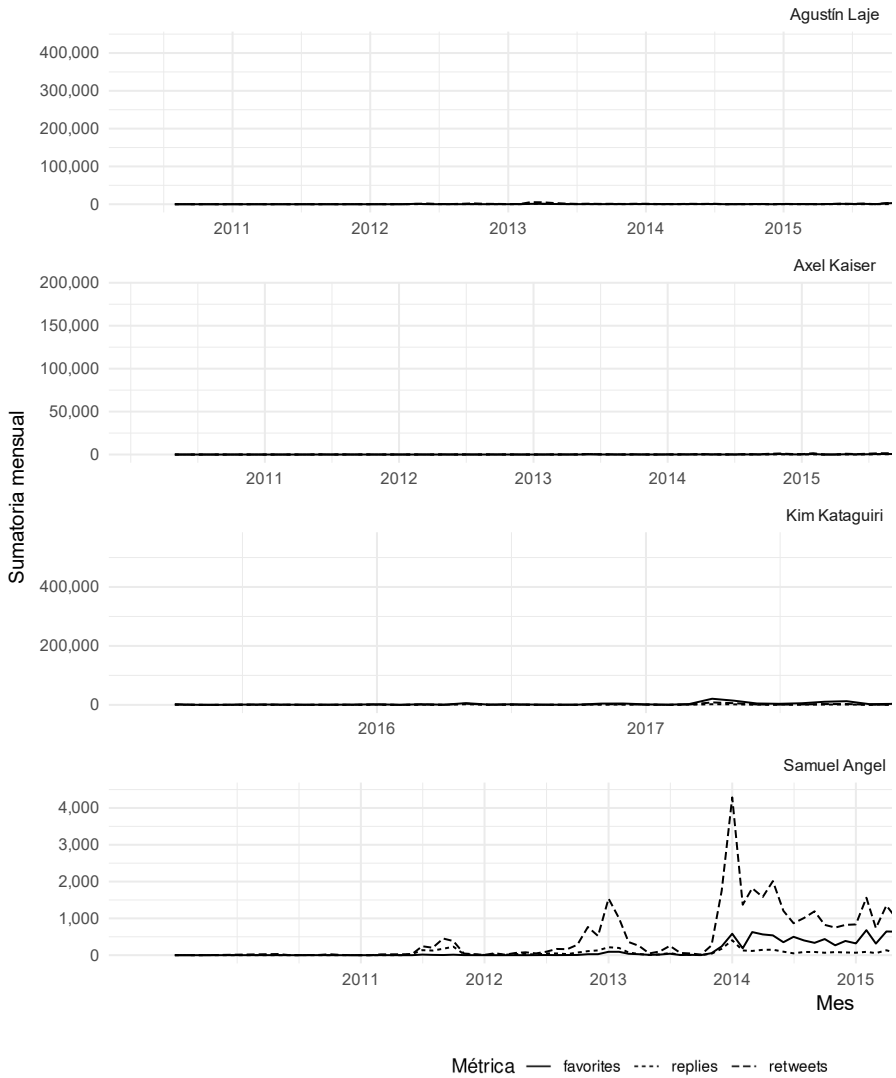 Agustín Laje
400,000
300,000
200,000
100,000
0
2011 2012 2013 2014 2015
Axel Kaiser
200,000
150,000
100,000
50,000
0
2011 2012 2013 2014 2015
Sumatoria mensual
Kim Kataguiri
400,000
200,000
0
2016 2017
Samuel Angel
4,000
3,000
2,000
1,000
0
2011 2012 2013 2014 2015
Mes
Métrica favorites replies retweets